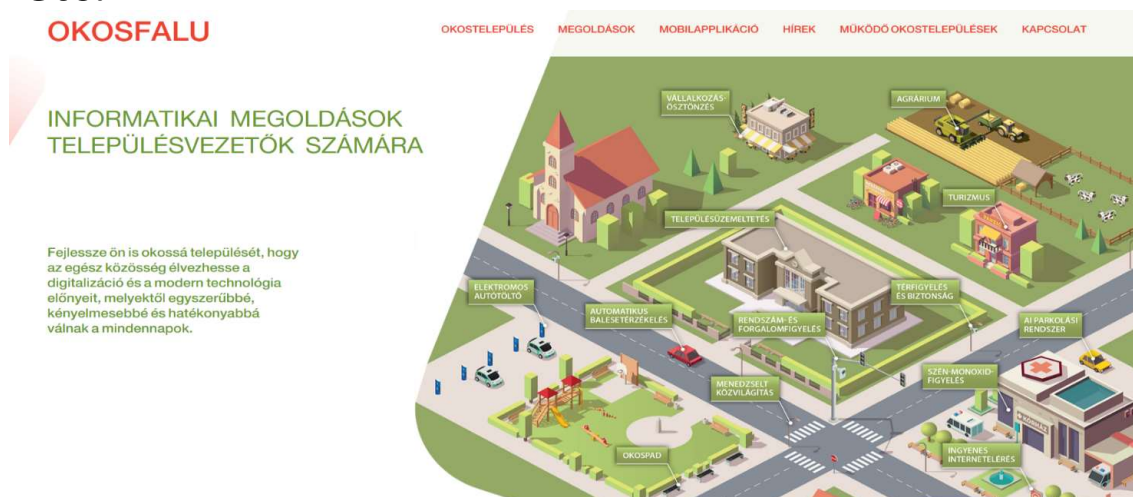 OKOSFALU
OKOSTELEPÜLÉS MEGOLDÁSOK MOBILAPPLIKÁCIÓ HÍREK MŰKÖDŐ OKOSTELEPÜLÉSEK KAPCSOLAT
INFORMATIKAI MEGOLDÁSOK
TELEPÜLÉSVEZETŐK SZÁMÁRA
Fejlessze ön is okossá települését, hogy
az egész közösség élvezhesse a
digitalizáció és a modern technológia
előnyeit, melyektől egyszerűbbé,
kényelmesebbé és hatékonyabbá
válnak a mindennapok.
VÁLLALKOZÁS-
ÖSZTÖNZÉS
AGRÁRIUM
TURIZMUS
TELEPÜLÉSÜZEMELTETÉS
ELEKTROMOS
AUTÓTÖLTŐ
TÉRFIGYELÉS
ÉS BIZTONSÁG
AUTOMATIKUS
BALESETÉRZÉKELÉS
RENDSZÁM- ÉS
FORGALOMFIGYELÉS
AI PARKOLÁSI
RENDSZER
SZÉN-MONOXID-
FIGYELÉS
MENEDZSELT
KÖZVILÁGÍTÁS
KÓRHÁZ
OKOSPAD
INGYENES
INTERNETELÉRÉS